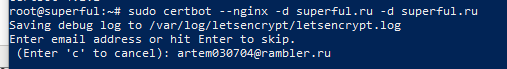 root@superful:~# sudo certbot --nginx -d superful.ru -d superful.ru
Saving debug log to /var/log/letsencrypt/letsencrypt.log
Enter email address or hit Enter to skip.
(Enter 'c' to cancel): artem030704@rambler.ru